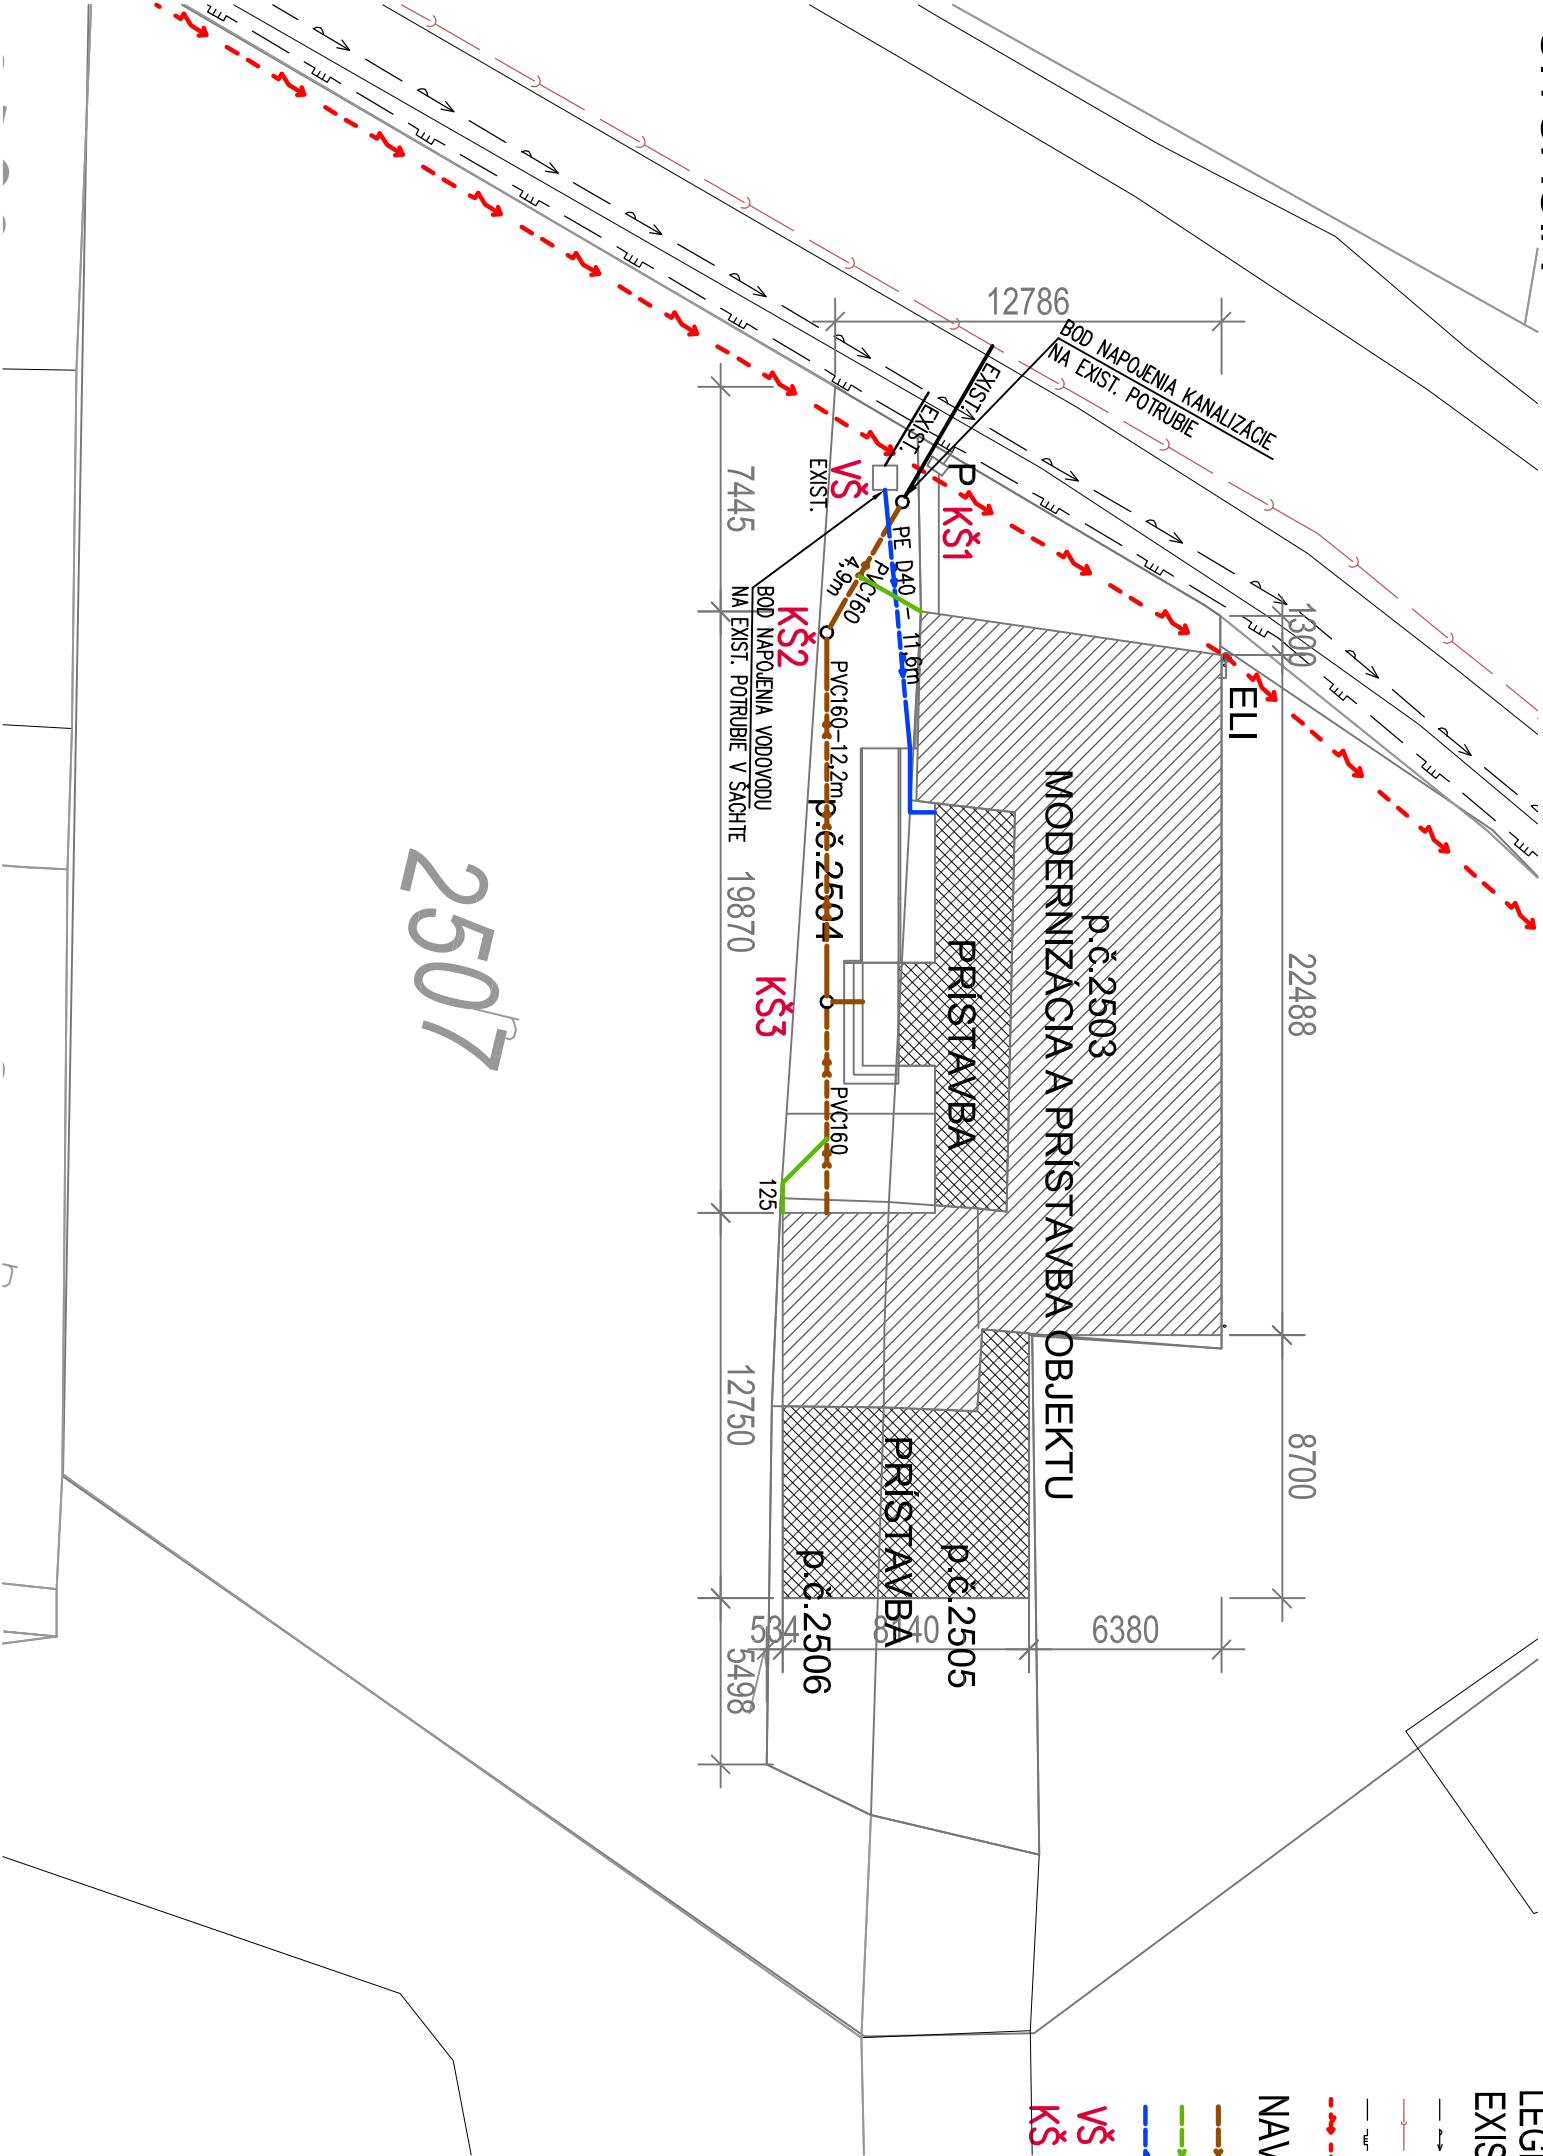 12786
BOD NAPOJENIA KANALIZÁCIE
NA EXIST. POTRUBIE
EXIST.
EXIST.
P
VŠ
EXIST.
KŠ1
7445
PE D40 - 11,6m
PVC160
4,9m
BOD NAPOJENIA VODOVODU
NA EXIST. POTRUBIE V ŠACHTE
KŠ2
1300
ELI
PVC160-12,2m
p.č.2504
19870
22488
p.č.2503
MODERNIZÁCIA A PRÍSTAVBA OBJEKTU
PRÍSTAVBA
KŠ3
2507
PVC160
125
12750
8700
PRÍSTAVBA
p.č.2505
p.č.2506
534
8140
6380
5498
VŠ
KŠ